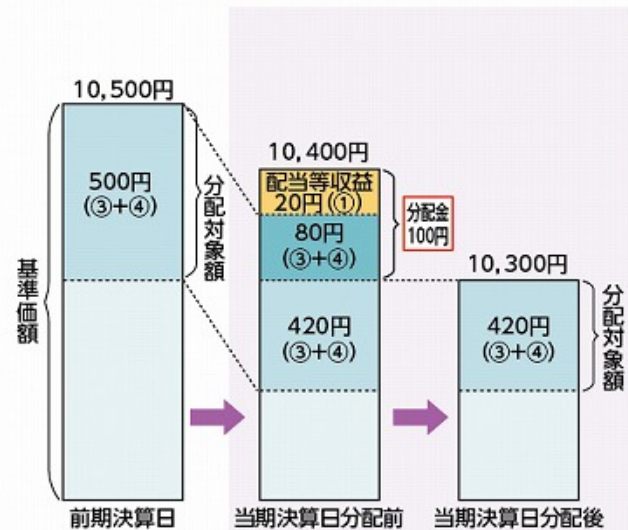 10,500円
500円
(③+④)
分配対象額
基準価額
前期決算日
10,400円
配当等収益
20円(①)
80円
(③+④)
420円
(③+④)
分配金
100円
当期決算日分配前
10,300円
420円
(③+④)
分配対象額
当期決算日分配後